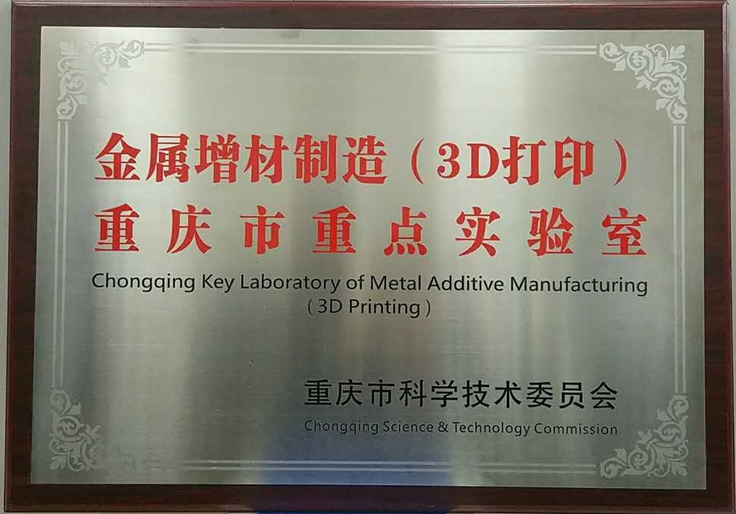 金属增材制造（3D打印）
重庆市重点实验室
Chongqing Key Laboratory of Metal Additive Manufacturing
（3D Printing）
重庆市科学技术委员会
Chongqing Science & Technology Commission